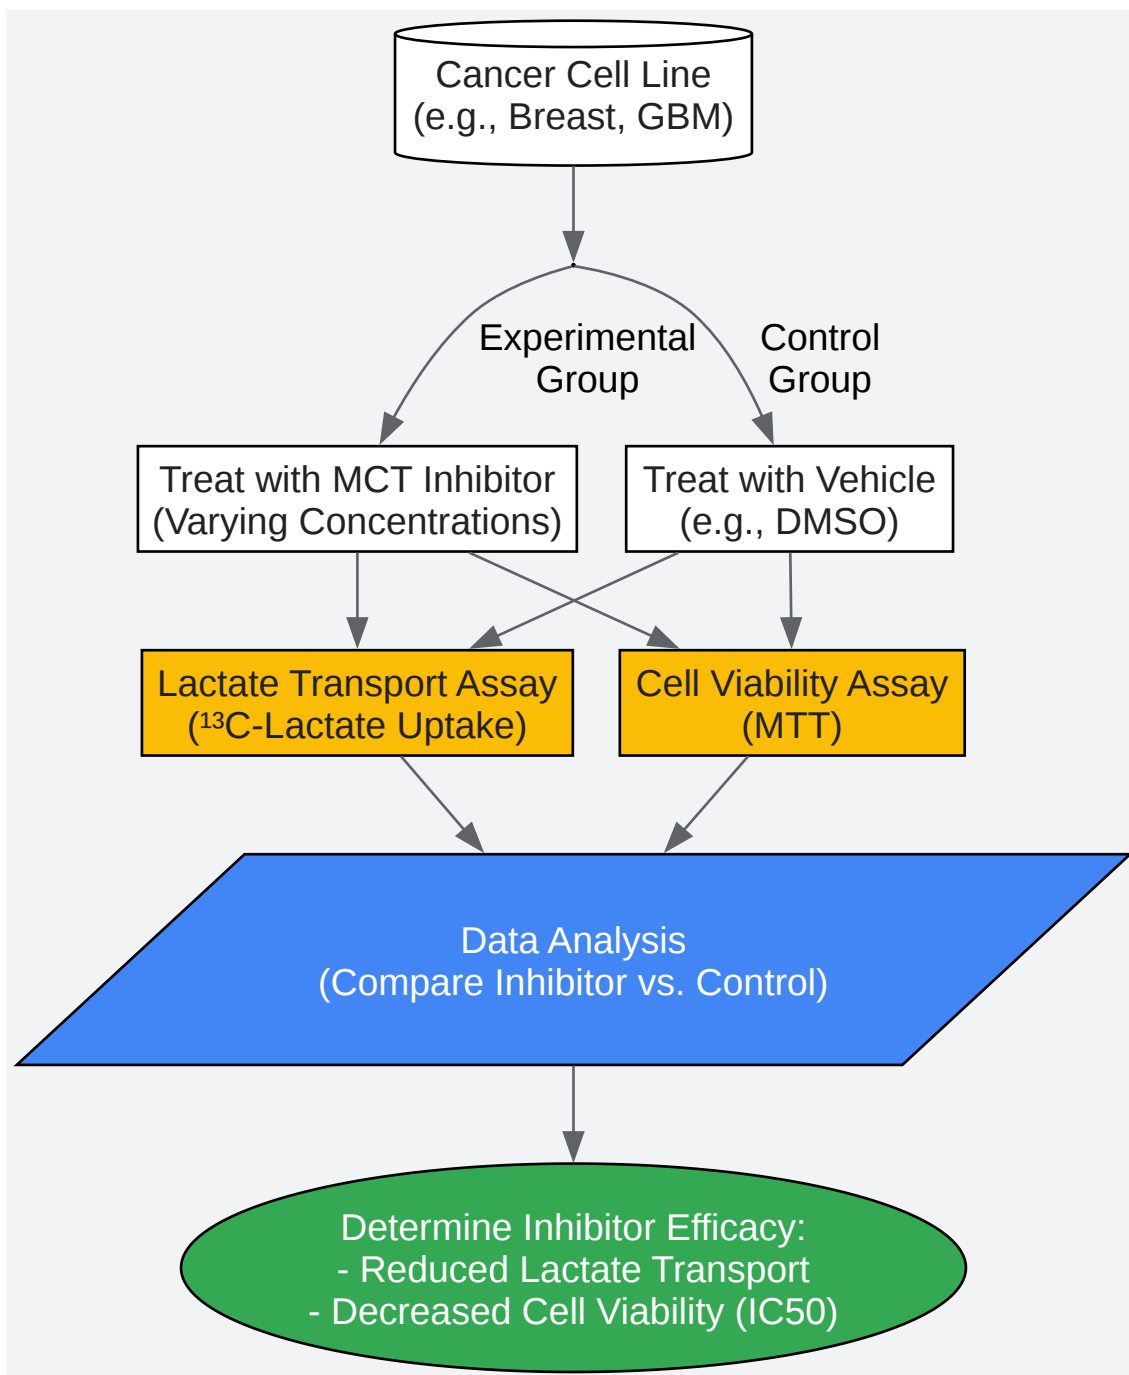 Cancer Cell Line
(e.g., Breast, GBM)
Experimental
Group
Control
Group
Treat with MCT Inhibitor
(Varying Concentrations)
Treat with Vehicle
(e.g., DMSO)
Lactate Transport Assay
(¹³C-Lactate Uptake)
Cell Viability Assay
(MTT)
Data Analysis
(Compare Inhibitor vs. Control)
Determine Inhibitor Efficacy:
- Reduced Lactate Transport
- Decreased Cell Viability (IC50)